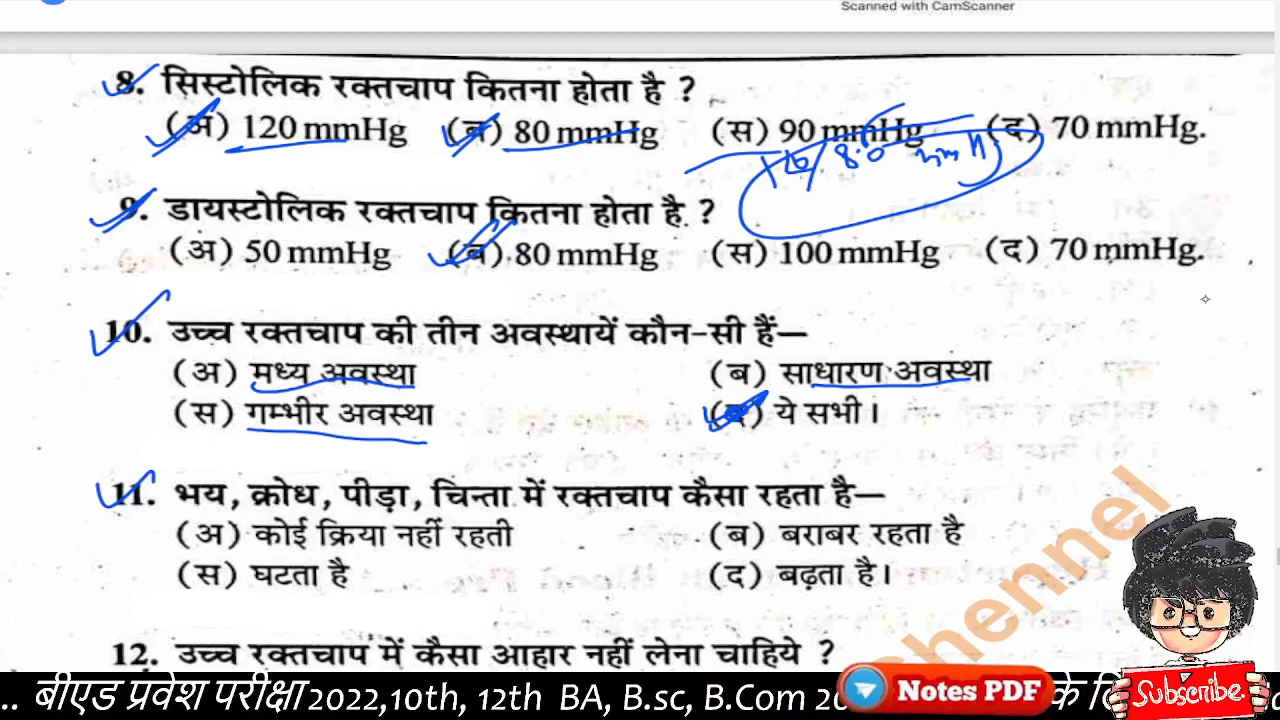 Scanned with CamScanner
8. सिस्टोलिक रक्तचाप कितना होता है ?
(अ) 120 mmHg (ब) 80 mmHg (स) 90 mmHg (द) 70 mmHg.
80 mm
9. डायस्टोलिक रक्तचाप कितना होता है ?
(अ) 50 mmHg (ब) 80 mmHg (स) 100 mmHg (द) 70 mmHg.
10. उच्च रक्तचाप की तीन अवस्थायें कौन-सी हैं—
(अ) मध्य अवस्था (ब) साधारण अवस्था
(स) गम्भीर अवस्था (द) ये सभी।
11. भय, क्रोध, पीड़ा, चिन्ता में रक्तचाप कैसा रहता है—
(अ) कोई क्रिया नहीं रहती (ब) बराबर रहता है
(स) घटता है (द) बढ़ता है।
12. उच्च रक्तचाप में कैसा आहार नहीं लेना चाहिये ?
hennel
.. बीएड प्रवेश परीक्षा 2022,10th, 12th BA, B.sc, B.Com 20 Notes PDF के Subscribe